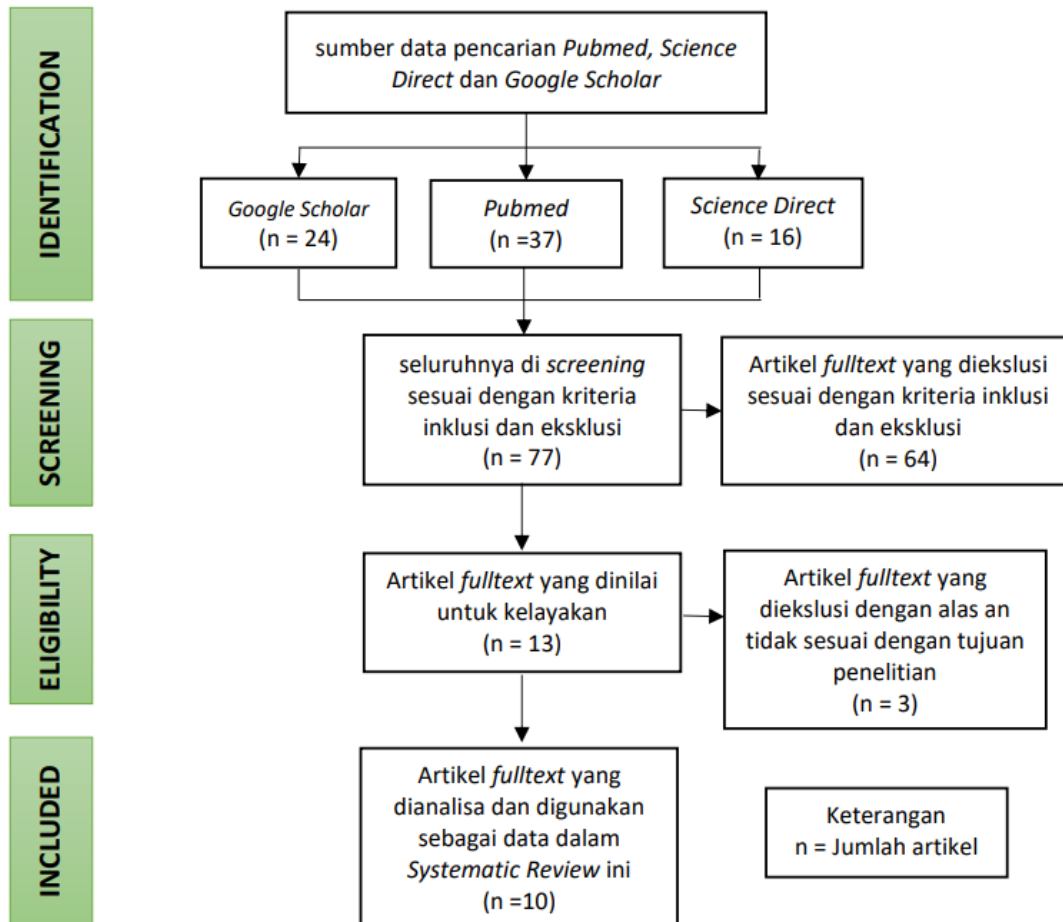 IDENTIFICATION
sumber data pencarian Pubmed, Science
Direct dan Google Scholar
Google Scholar
(n = 24)
Pubmed
(n =37)
Science Direct
(n = 16)
SCREENING
seluruhnya di screening
sesuai dengan kriteria
inklusi dan eksklusi
(n = 77)
Artikel fulltext yang diekslusi
sesuai dengan kriteria inklusi
dan eksklusi
(n = 64)
ELIGIBILITY
Artikel fulltext yang dinilai
untuk kelayakan
(n = 13)
Artikel fulltext yang
diekslusi dengan alas an
tidak sesuai dengan tujuan
penelitian
(n = 3)
INCLUDED
Artikel fulltext yang
dianalisa dan digunakan
sebagai data dalam
Systematic Review ini
(n =10)
Keterangan
n = Jumlah artikel